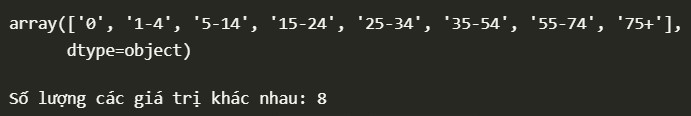 array(['0', '1-4', '5-14', '15-24', '25-34', '35-54', '55-74', '75+'],
dtype=object)
Số lượng các giá trị khác nhau: 8